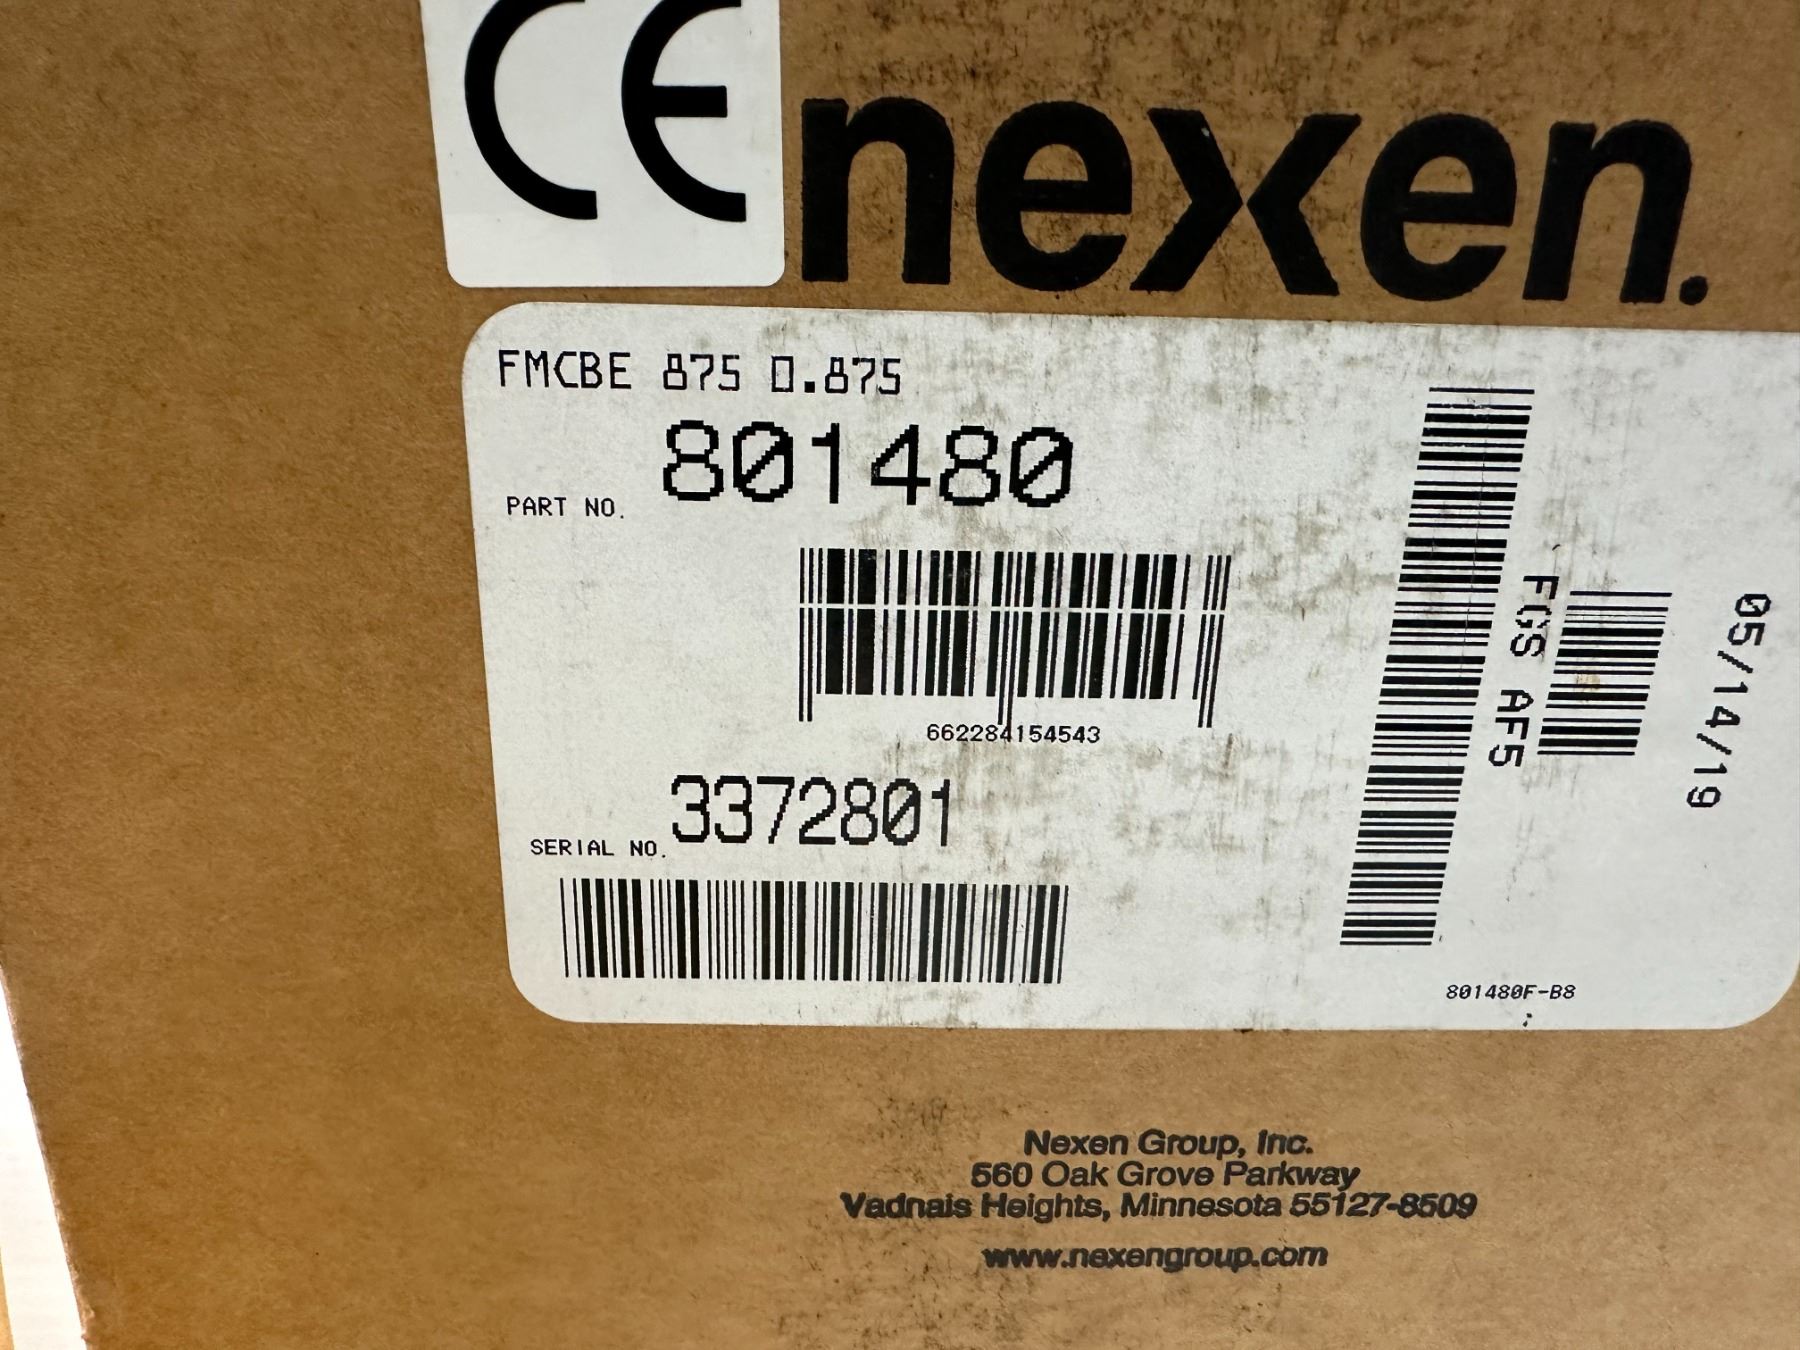 CE
nexen.
FMCBE 875 0.875
PART NO. 801480
662284154543
SERIAL NO. 3372801
FGS AF5
05/14/19
801480F-B8
Nexen Group, Inc.
560 Oak Grove Parkway
Vadnais Heights, Minnesota 55127-8509
www.nexengroup.com